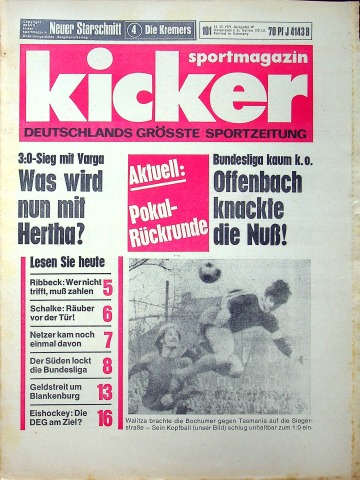 Neuer Starschnitt 4 Die Kremers
101
70 PI J 4143 B
sportmagazin
kicker
DEUTSCHLANDS GRÖSSTE SPORTZEITUNG
3:0-Sieg mit Varga
Was wird
nun mit
Hertha?
Aktuell:
Pokal-
Rückrunde
Bundesliga kaum k.o.
Offenbach
knackte
die Nuß!
Lesen Sie heute
Ribbeck: Wer nicht
trifft, muß zahlen 5
Schalke: Räuber
vor der Tür! 6
Netzer kam noch
einmal davon 7
Der Süden lockt
die Bundesliga 8
Geldstreit um
Blankenburg 13
Eishockey: Die
DEG am Ziel? 16
Walitza brachte die Bochumer gegen Tasmania auf die Sieger-
straße – Sein Kopfball (unser Bild) schlug unhaltbar zum 1:0 ein.